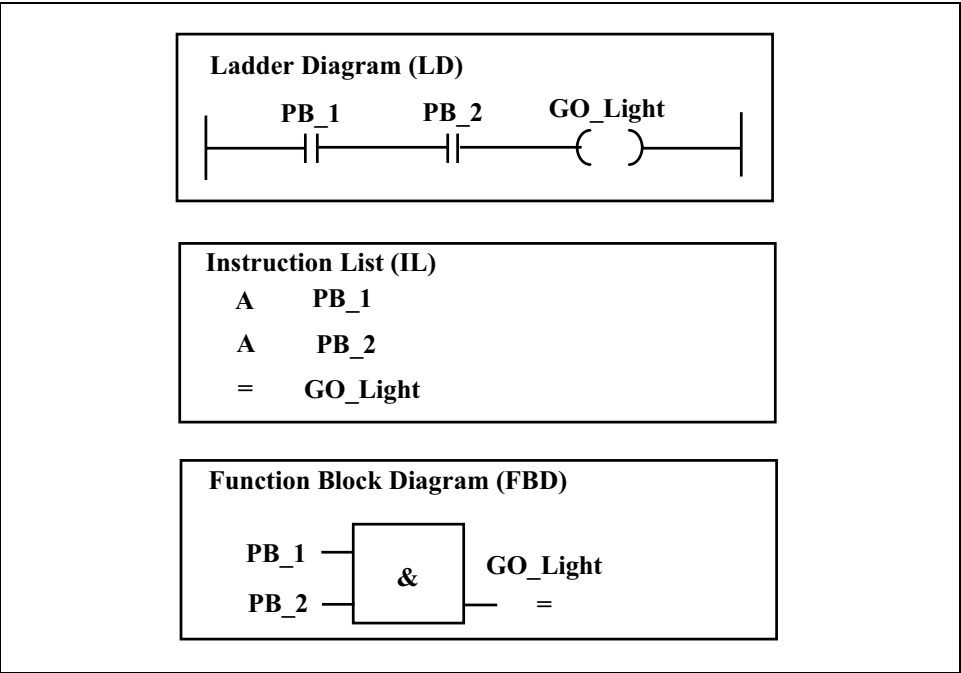 Ladder Diagram (LD)
PB_1 PB_2 GO_Light
Instruction List (IL)
A PB_1
A PB_2
= GO_Light
Function Block Diagram (FBD)
PB_1
& GO_Light
PB_2 =